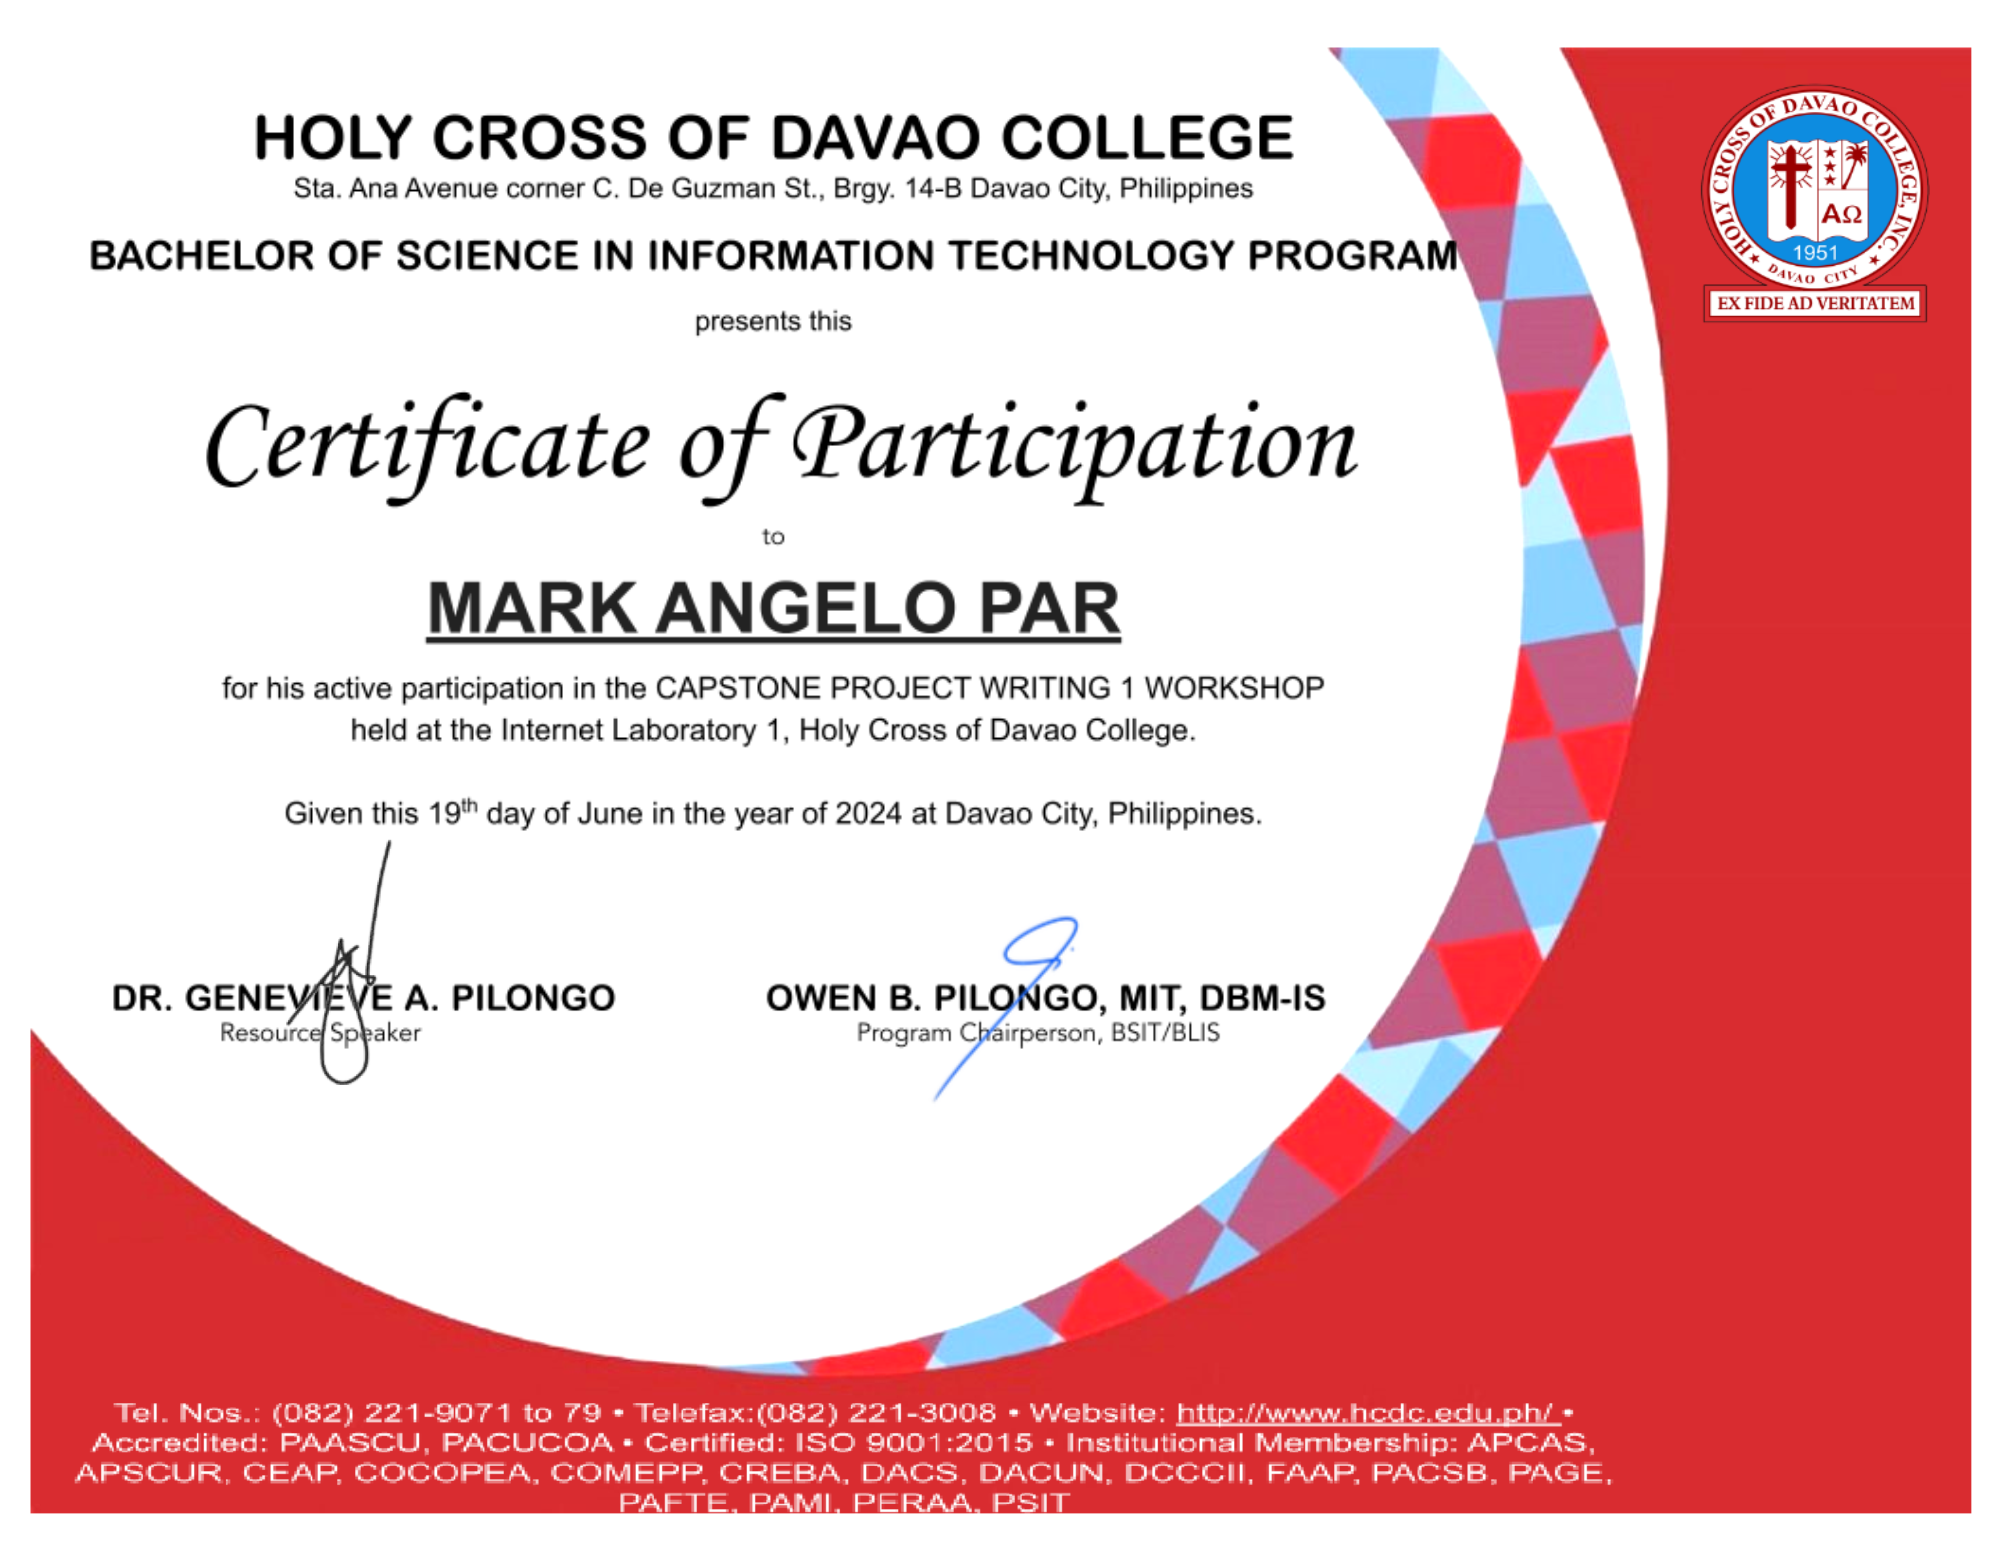 HOLY CROSS OF DAVAO COLLEGE
Sta. Ana Avenue corner C. De Guzman St., Brgy. 14-B Davao City, Philippines
BACHELOR OF SCIENCE IN INFORMATION TECHNOLOGY PROGRAM
presents this
Certificate of Participation
to
MARK ANGELO PAR
for his active participation in the CAPSTONE PROJECT WRITING 1 WORKSHOP
held at the Internet Laboratory 1, Holy Cross of Davao College.
Given this 19th day of June in the year of 2024 at Davao City, Philippines.
DR. GENEVIEVE A. PILONGO
Resource Speaker
OWEN B. PILONGO, MIT, DBM-IS
Program Chairperson, BSIT/BLIS
HOLY CROSS OF DAVAO COLLEGE, INC.
ΑΩ
1951
DAVAO CITY
EX FIDE AD VERITATEM
Tel. Nos.: (082) 221-9071 to 79 • Telefax:(082) 221-3008 • Website: http://www.hcdc.edu.ph/ •
Accredited: PAASCU, PACUCOA • Certified: ISO 9001:2015 • Institutional Membership: APCAS,
APSCUR, CEAP, COCOPEA, COMEPP, CREBA, DACS, DACUN, DCCCII, FAAP, PACSB, PAGE,
PAFTE, PAMI, PERAA, PSIT